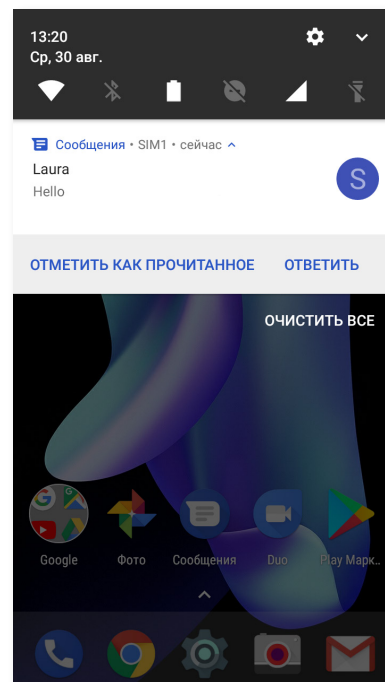 13:20
Ср, 30 авг.
Сообщения • SIM1 • сейчас
Laura
Hello
S
ОТМЕТИТЬ КАК ПРОЧИТАННОЕ ОТВЕТИТЬ
ОЧИСТИТЬ ВСЕ
Google Фото Сообщения Duo Play Марк..